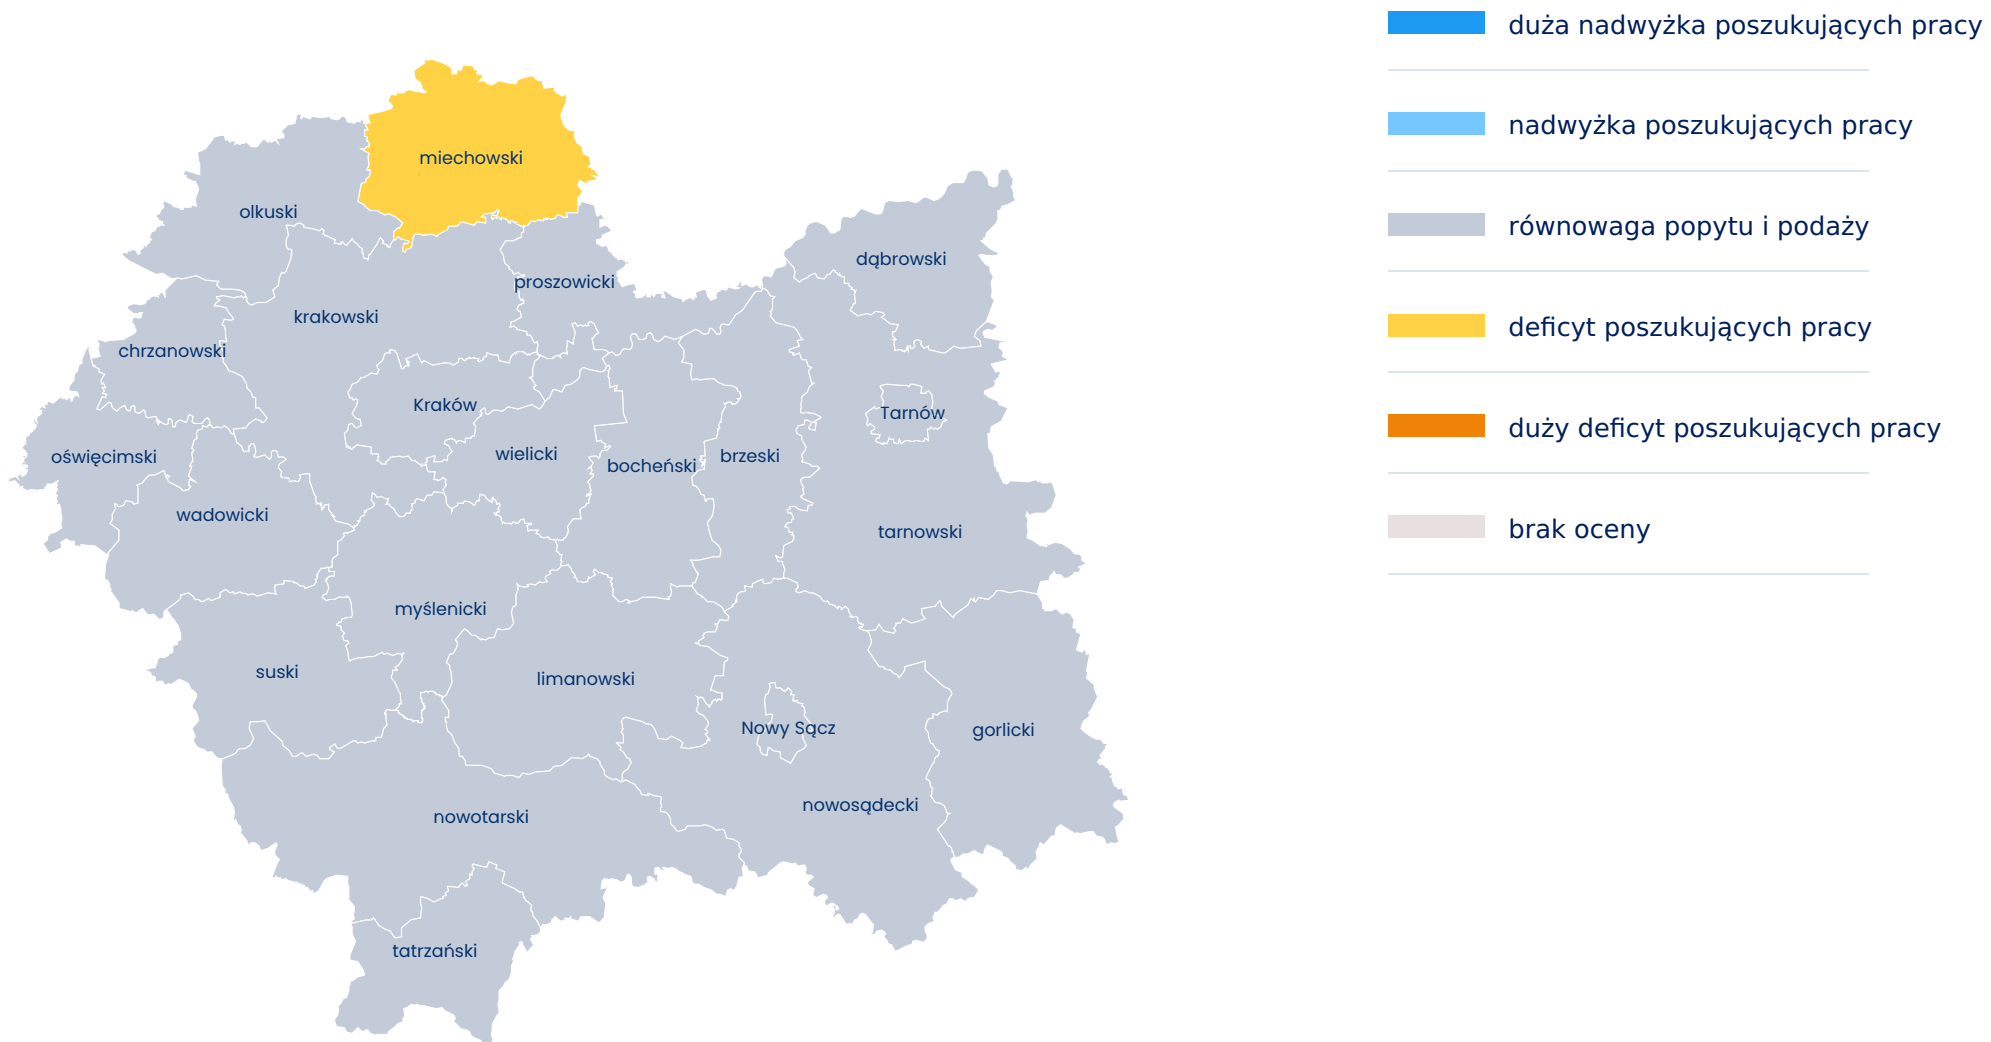 duża nadwyżka poszukujących pracy
nadwyżka poszukujących pracy
równowaga popytu i podaży
deficyt poszukujących pracy
duży deficyt poszukujących pracy
brak oceny
miechowski
olkuski
dąbrowski
proszowicki
krakowski
chrzanowski
Kraków
Tarnów
oświęcimski
wielicki
bocheński
brzeski
wadowicki
tarnowski
myślenicki
suski
limanowski
Nowy Sącz
gorlicki
nowosądecki
nowotarski
tatrzański